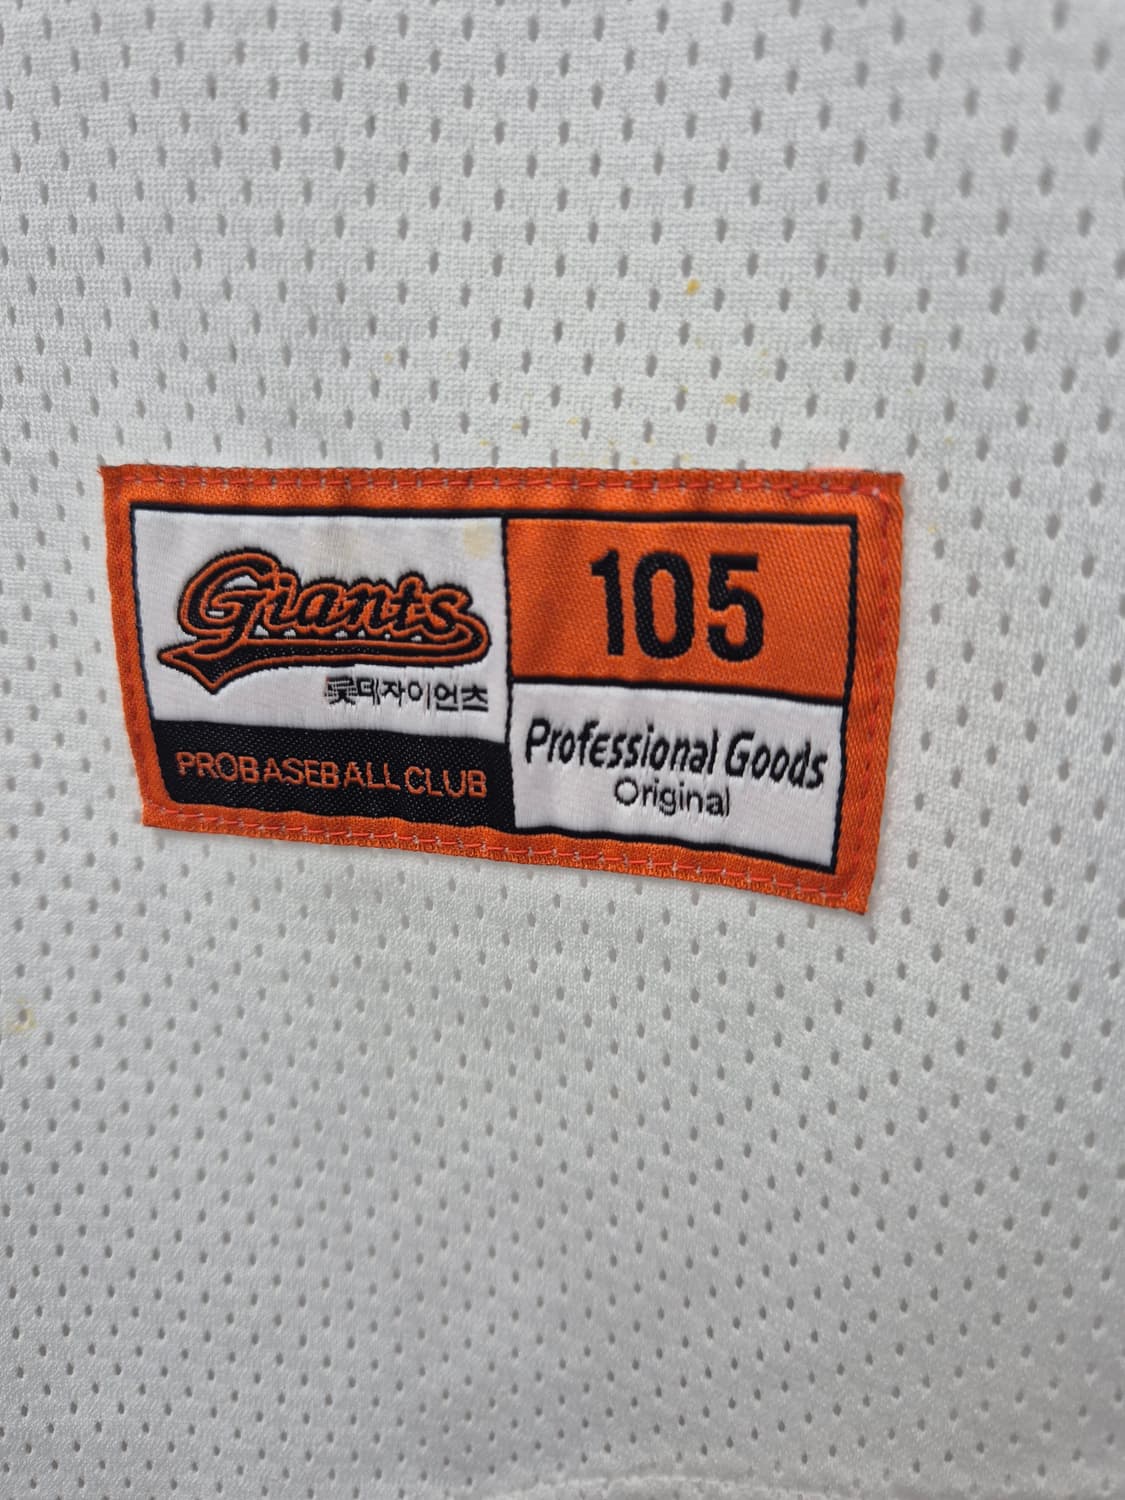 Giants
롯데자이언츠
PROBASEBALL CLUB
105
Professional Goods
Original